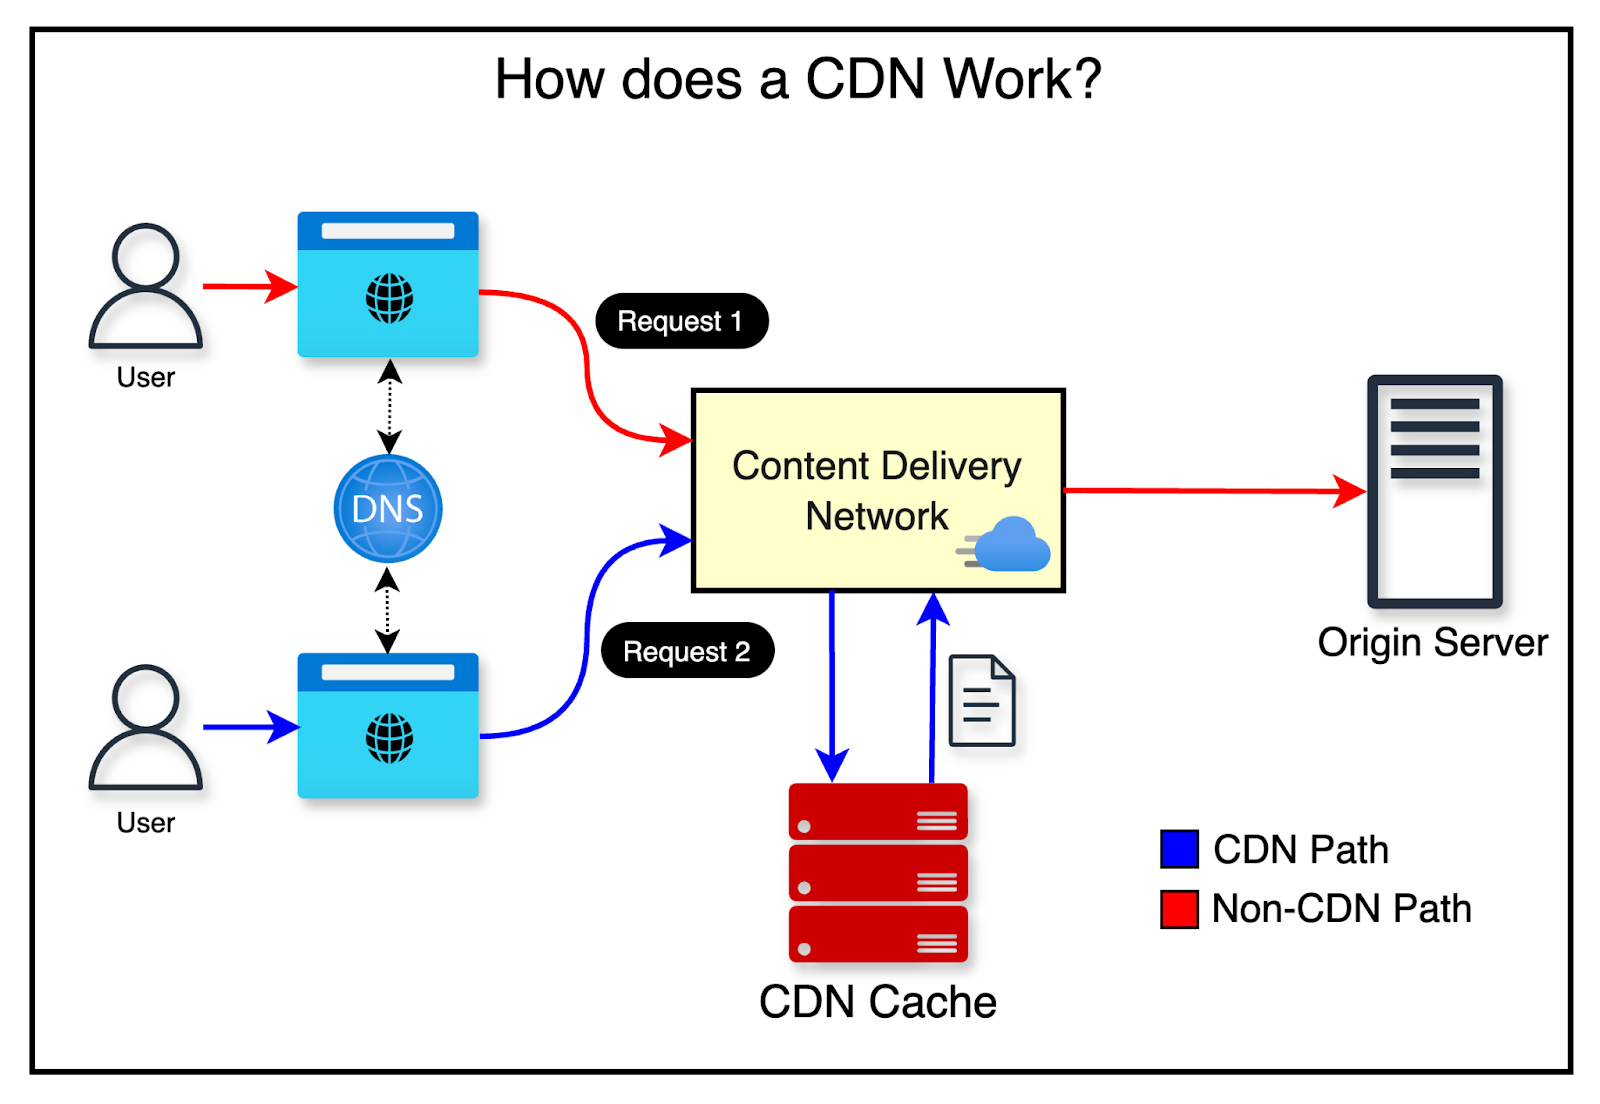 How does a CDN Work?
User
Request 1
Content Delivery
Network
DNS
Origin Server
Request 2
User
CDN Path
Non-CDN Path
CDN Cache